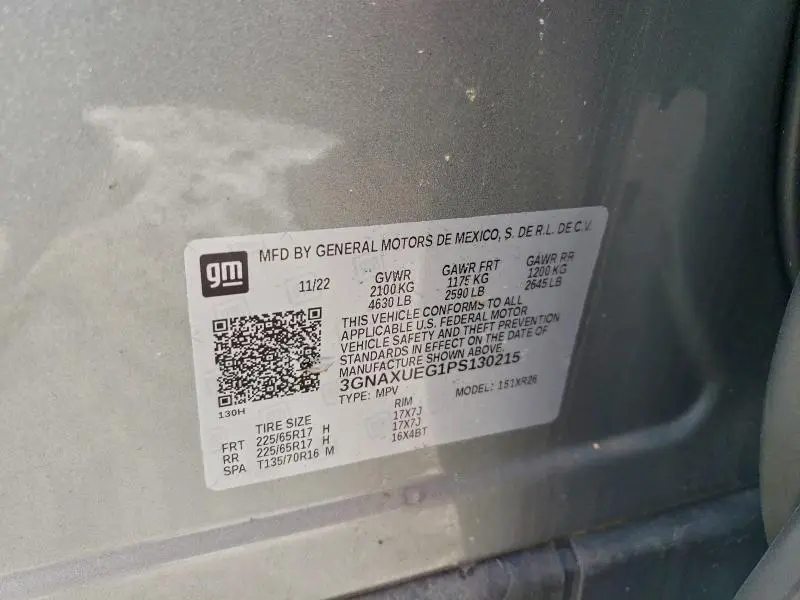 gm
MFD BY GENERAL MOTORS DE MEXICO, S. DE R.L. DE C.V.
11/22
GVWR
2100 KG
4630 LB
GAWR FRT
1175 KG
2590 LB
GAWR RR
1200 KG
2645 LB
THIS VEHICLE CONFORMS TO ALL
APPLICABLE U.S. FEDERAL MOTOR
VEHICLE SAFETY AND THEFT PREVENTION
STANDARDS IN EFFECT ON THE DATE OF
MANUFACTURE SHOWN ABOVE.
3GNAXUEG1PS130215
TYPE: MPV
MODEL: 151XR26
130H
TIRE SIZE
RIM
FRT 225/65R17 H 17X7J
RR 225/65R17 H 17X7J
SPA T135/70R16 M 16X4BT